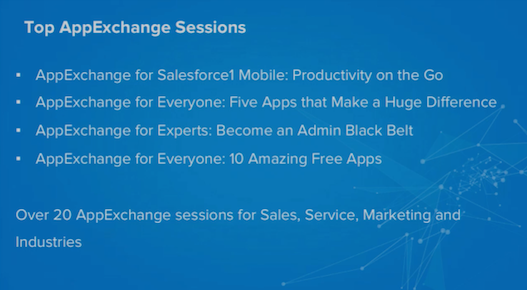 Top AppExchange Sessions
▪ AppExchange for Salesforce1 Mobile: Productivity on the Go
▪ AppExchange for Everyone: Five Apps that Make a Huge Difference
▪ AppExchange for Experts: Become an Admin Black Belt
▪ AppExchange for Everyone: 10 Amazing Free Apps
Over 20 AppExchange sessions for Sales, Service, Marketing and
Industries